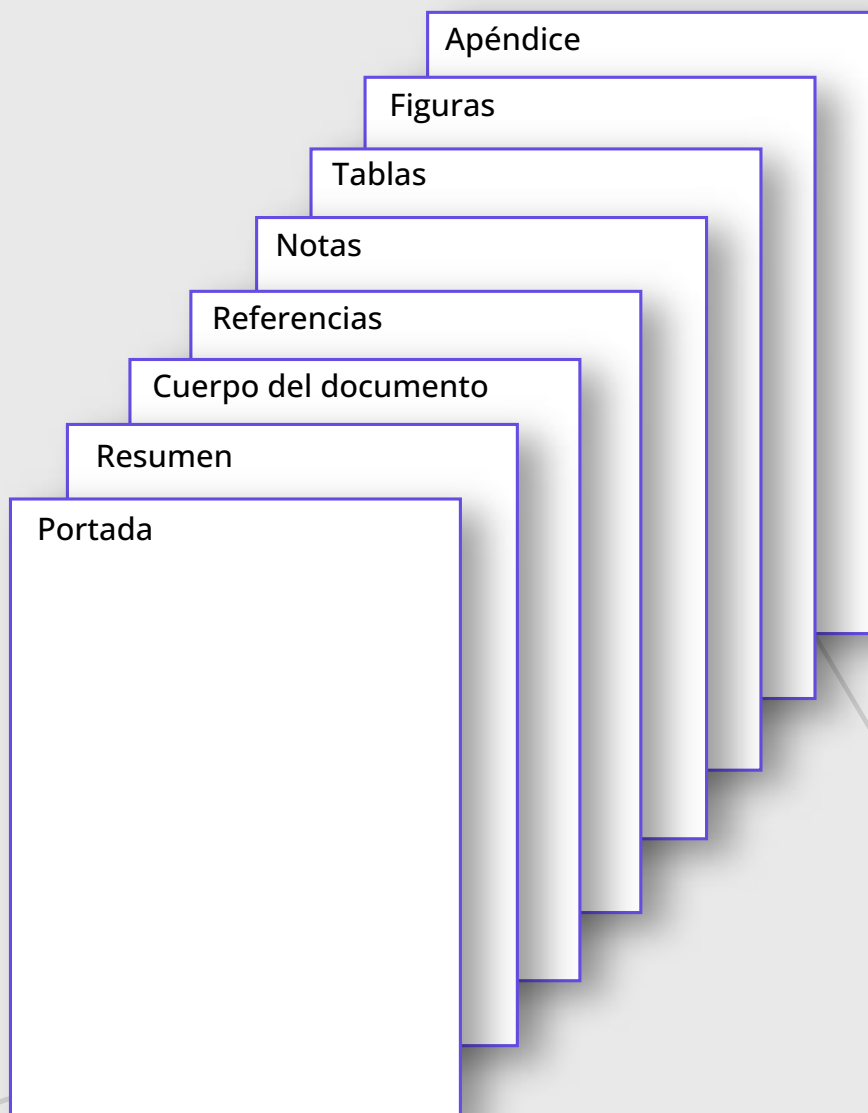 Apéndice
Figuras
Tablas
Notas
Referencias
Cuerpo del documento
Resumen
Portada